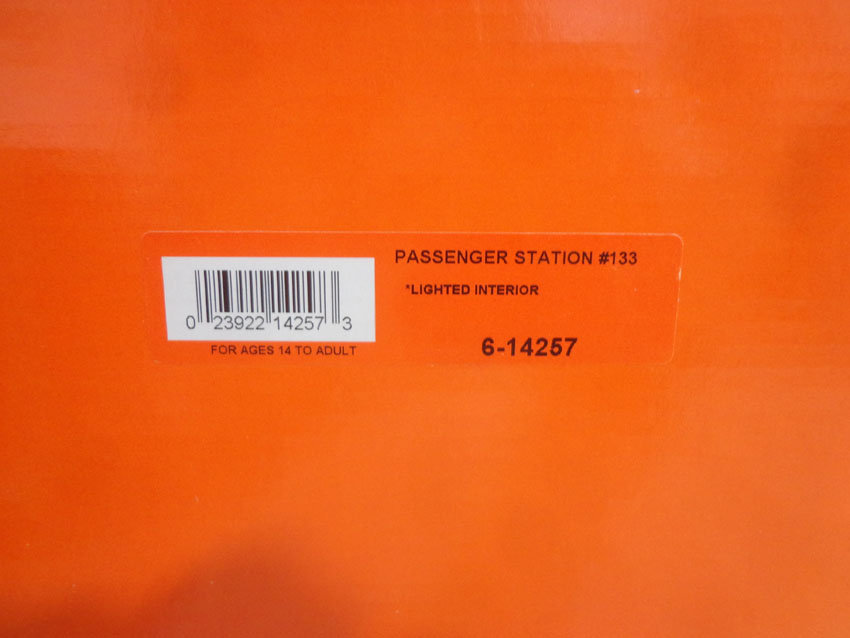 PASSENGER STATION #133
*LIGHTED INTERIOR
0 23922 14257 3
6-14257
FOR AGES 14 TO ADULT